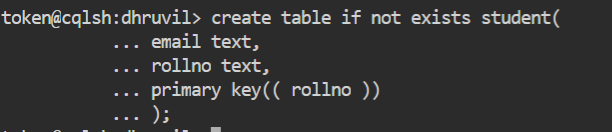 token@cqlsh:dhruvil> create table if not exists student(
... email text,
... rollno text,
... primary key(( rollno ))
... );